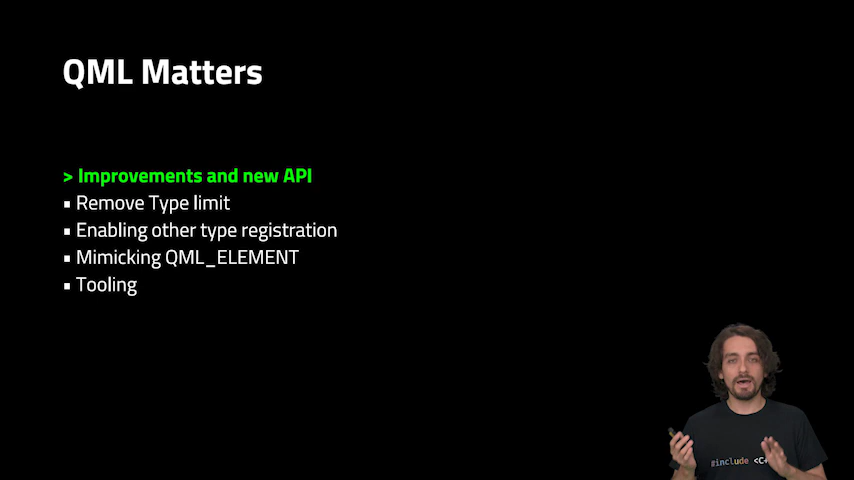 QML Matters
> Improvements and new API
▪ Remove Type limit
▪ Enabling other type registration
▪ Mimicking QML_ELEMENT
▪ Tooling
#include <C+